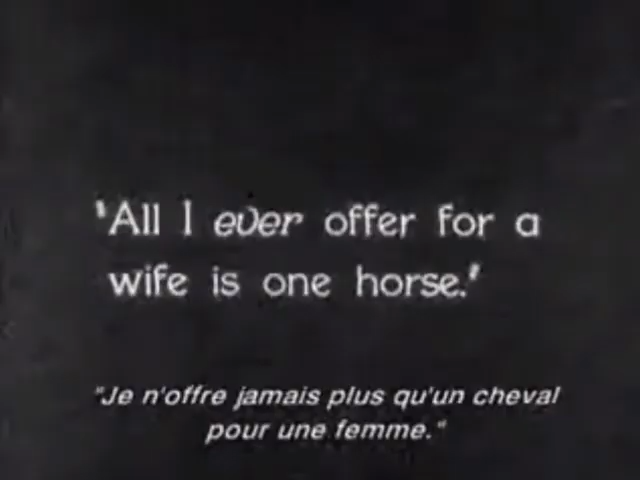 'All I ever offer for a
wife is one horse.'
"Je n'offre jamais plus qu'un cheval
pour une femme."